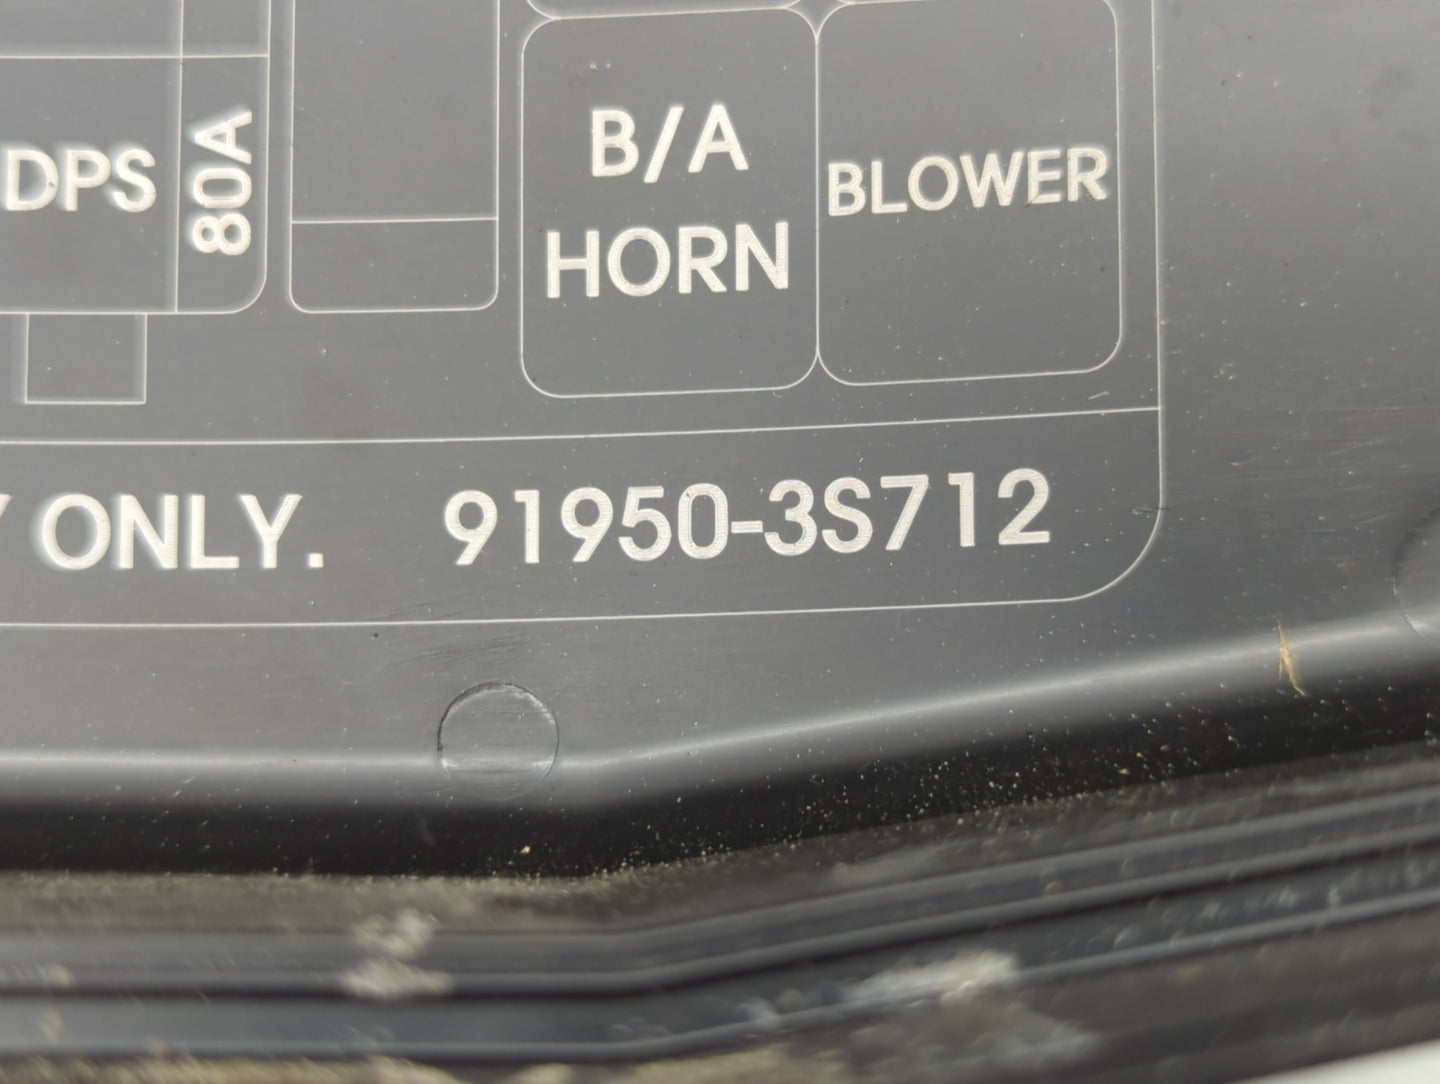 DPS
80A
B/A
HORN
BLOWER
ONLY. 91950-3S712